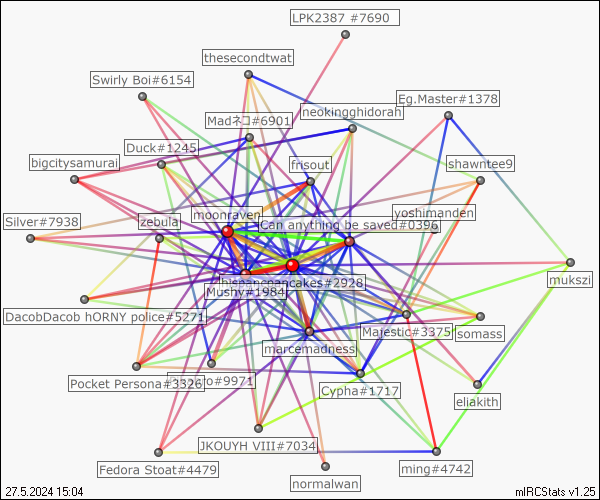 LPK2387 #7690
thesecondtwat
Swirly Boi#6154
Eg.Master#1378
neokingghidorah
Madネコ#6901
Duck#1245
bigcitysamurai
frisout
shawntee9
moonraven
yoshimanden
Silver#7938
zebula
Can anything be saved#0396
mukszi
hispanicpancakes#2928
Mushy#1984
DacobDacob hORNY police#5271
Majestic#3375
somass
marcemadness
Pocket Persona#3326
ro#9971
Cypha#1717
eliakith
JKOUYH VIII#7034
Fedora Stoat#4479
ming#4742
normalwan
27.5.2024 15:04
mIRCStats v1.25